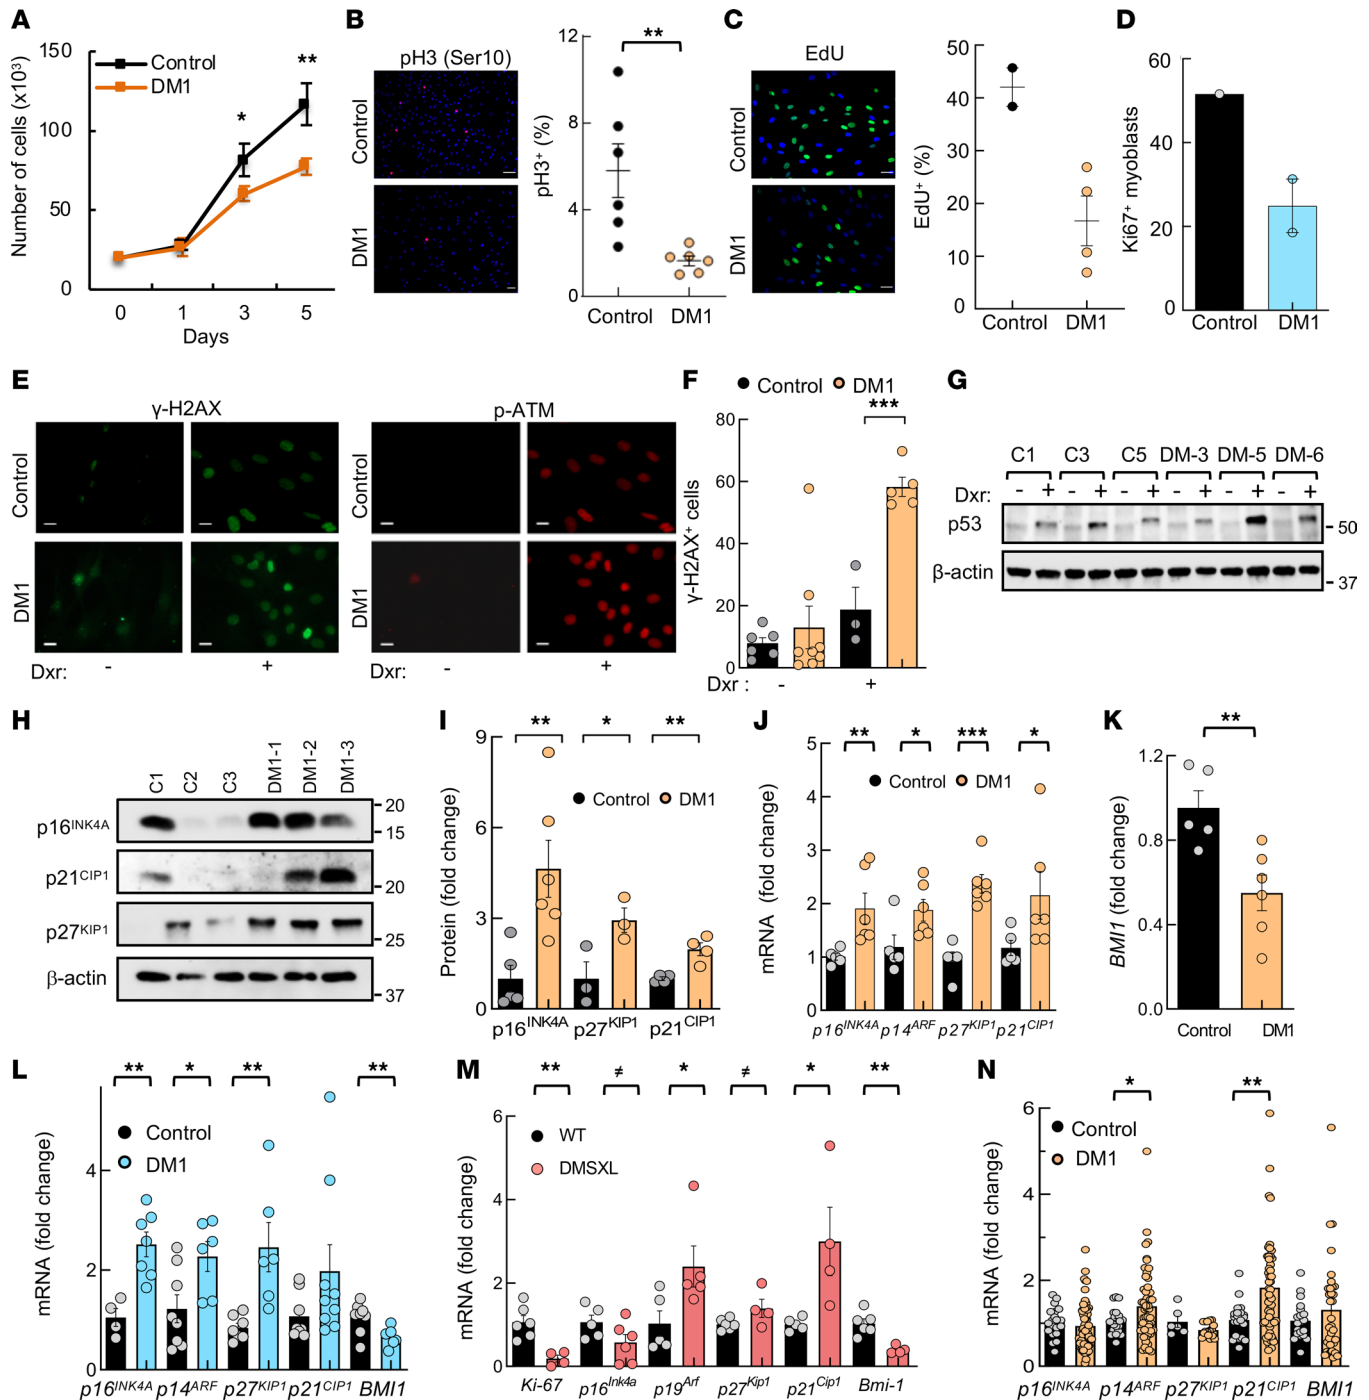 A
Number of cells (x10³)
150
100
50
0
Control
DM1
*
**
0 1 3 5
Days
B
pH3 (Ser10)
Control
DM1
pH3⁺ (%)
12
8
4
0
**
Control DM1
C
EdU
Control
DM1
EdU⁺ (%)
50
40
30
20
10
0
Control DM1
D
Ki67⁺ myoblasts
60
40
20
0
Control DM1
E
γ-H2AX
p-ATM
Control
Control
DM1
DM1
Dxr: - +
Dxr: - +
F
Control DM1
***
γ-H2AX⁺ cells
80
60
40
20
0
Dxr : - +
G
C1 C3 C5 DM-3 DM-5 DM-6
Dxr: - + - + - + - + - + - +
p53
50
β-actin
37
H
C1 C2 C3 DM1-1 DM1-2 DM1-3
p16ᴵᴺᴷ⁴ᴬ
20
15
p21ᶜᴵᴾ¹
20
p27ᴷᴵᴾ¹
25
β-actin
37
I
** * **
Protein (fold change)
9
6
3
0
Control DM1
p16ᴵᴺᴷ⁴ᴬ p27ᴷᴵᴾ¹ p21ᶜᴵᴾ¹
J
** * *** *
mRNA (fold change)
5
4
3
2
1
0
Control DM1
p16ᴵᴺᴷ⁴ᴬ p14ᴬᴿF p27ᴷᴵᴾ¹ p21ᶜᴵᴾ¹
K
**
BMI1 (fold change)
1.2
0.8
0.4
0.0
Control DM1
L
** * ** **
mRNA (fold change)
4
2
0
Control
DM1
p16ᴵᴺᴷ⁴ᴬ p14ᴬᴿF p27ᴷᴵᴾ¹ p21ᶜᴵᴾ¹ BMI1
M
** ≠ * ≠ * **
mRNA (fold change)
6
4
2
0
WT
DMSXL
Ki-67 p16ᴵⁿᵏ⁴ᵃ p19ᴬʳᶠ p27ᴷⁱᵖ¹ p21ᶜⁱᵖ¹ Bmi-1
N
* **
mRNA (fold change)
6
4
2
0
Control
DM1
p16ᴵᴺᴷ⁴ᴬ p14ᴬᴿF p27ᴷᴵᴾ¹ p21ᶜᴵᴾ¹ BMI1